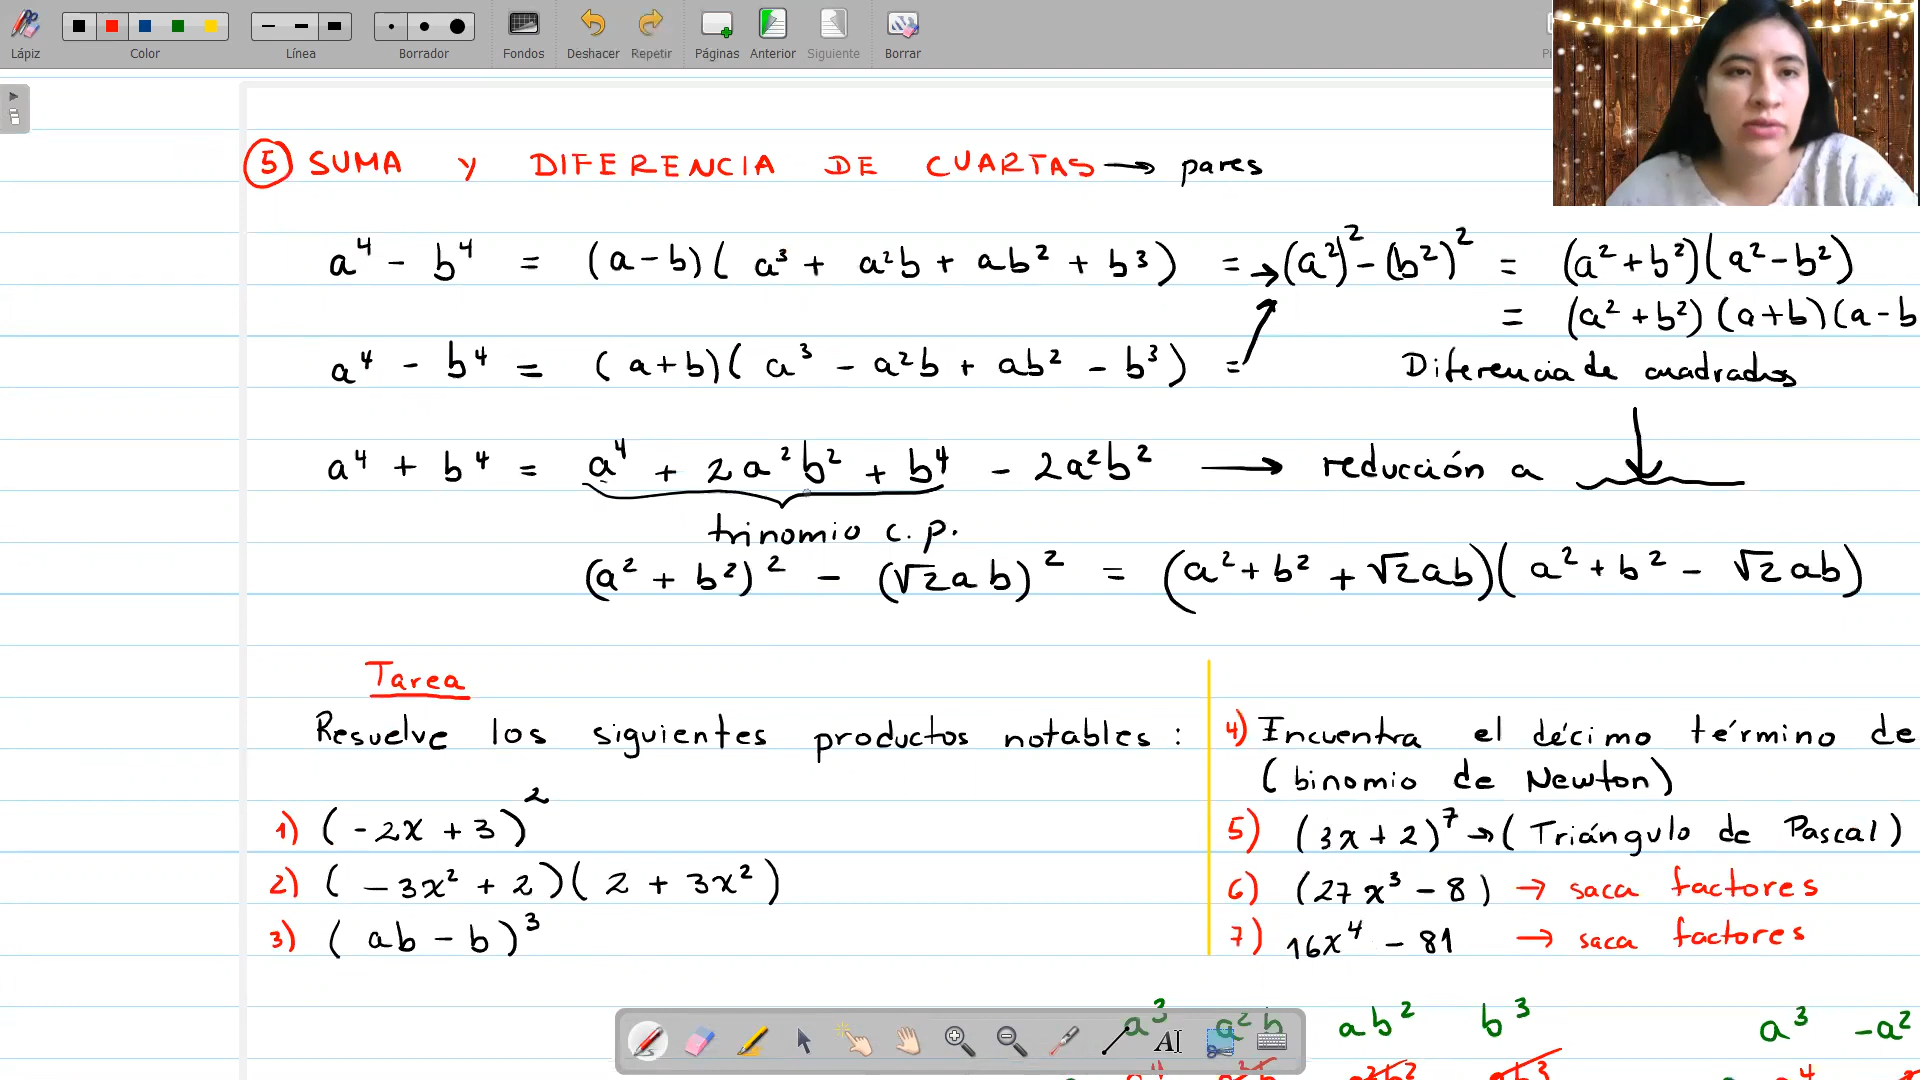 Lápiz Color Línea Borrador Fondos Deshacer Repetir Páginas Anterior Siguiente Borrar
5 SUMA Y DIFERENCIA DE CUARTAS → pares
a⁴ - b⁴ = (a-b)( a³ + a²b + ab² + b³ ) = → (a²)² - (b²)² = (a²+b²)(a²-b²)
= (a²+b²) (a+b)(a-b
a⁴ - b⁴ = (a+b)( a³ - a²b + ab² - b³ ) =
Diferencia de cuadrados
a⁴ + b⁴ = a⁴ + 2a²b² + b⁴ - 2a²b² → reducción a
trinomio c.p.
(a² + b²)² - (√2ab)² = (a²+b² + √2ab)(a²+b² - √2ab)
Tarea
Resuelve los siguientes productos notables :
1) (-2x + 3)²
2) (-3x² + 2)(2 + 3x²)
3) (ab - b)³
4) Encuentra el décimo término de
(binomio de Newton)
5) (3x+2)⁷ → (Triángulo de Pascal)
6) (27x³ - 8) → saca factores
7) 16x⁴ - 81 → saca factores
a³ a²b ab² b³ a³ -a²